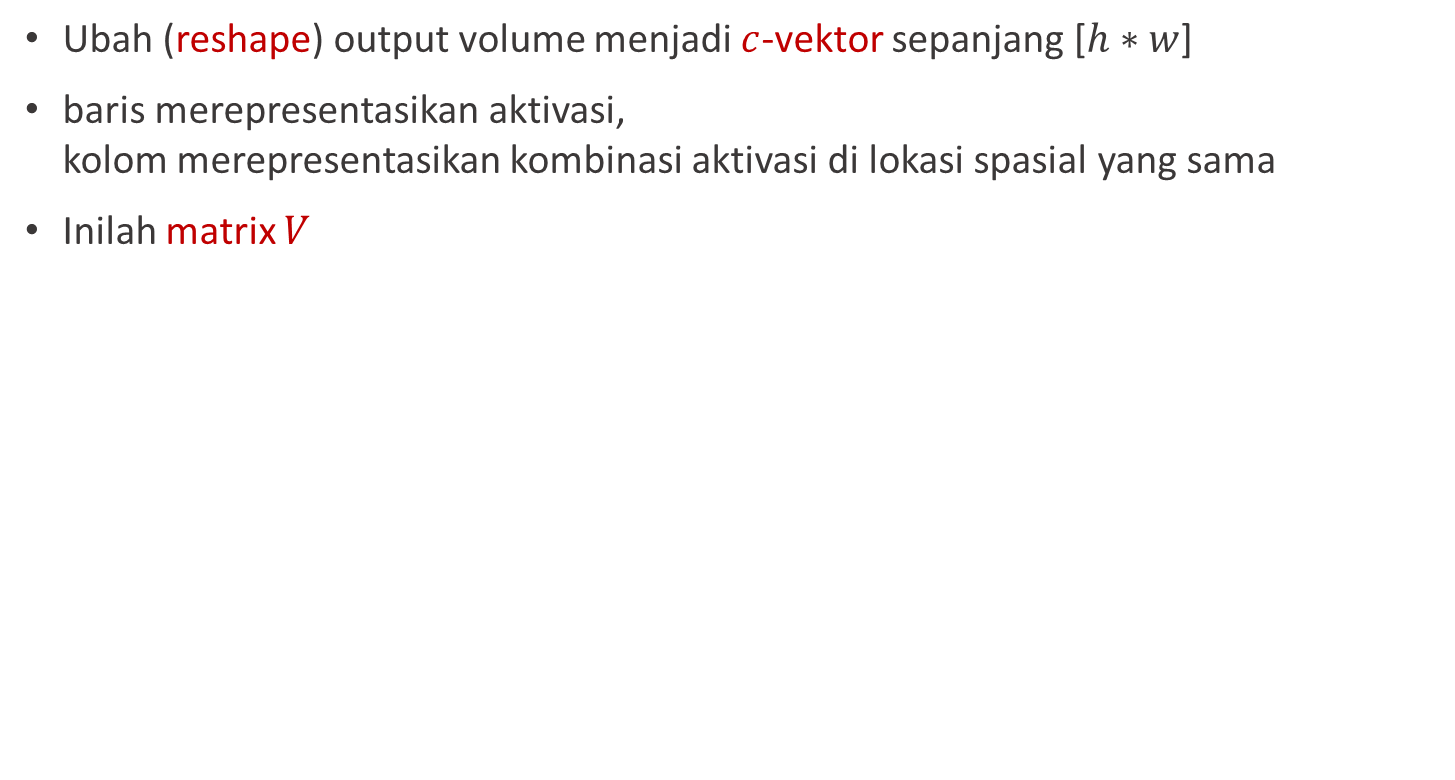 • Ubah (reshape) output volume menjadi c-vektor sepanjang [h ∗ w]
• baris merepresentasikan aktivasi,
kolom merepresentasikan kombinasi aktivasi di lokasi spasial yang sama
• Inilah matrix V